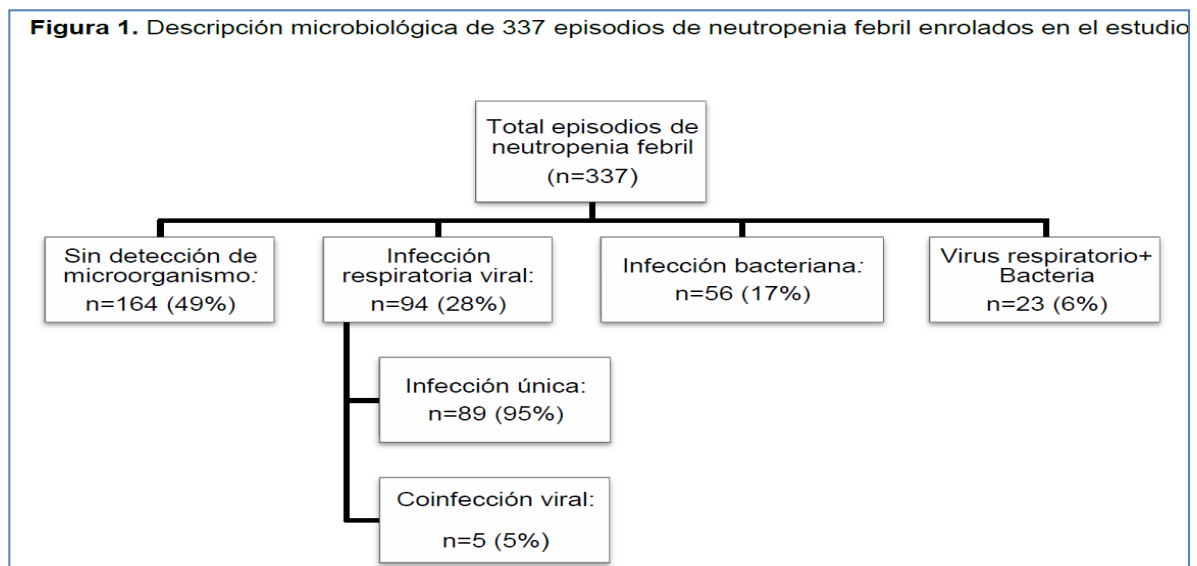 Figura 1. Descripción microbiológica de 337 episodios de neutropenia febril enrolados en el estudio
Total episodios de
neutropenia febril
(n=337)
Sin detección de
microorganismo:
n=164 (49%)
Infección
respiratoria viral:
n=94 (28%)
Infección bacteriana:
n=56 (17%)
Virus respiratorio+
Bacteria
n=23 (6%)
Infección única:
n=89 (95%)
Coinfección viral:
n=5 (5%)